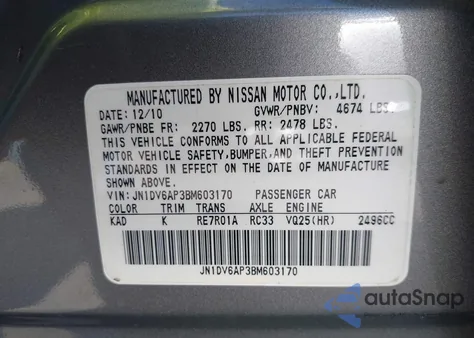 MANUFACTURED BY NISSAN MOTOR CO.,LTD.
DATE: 12/10 GVWR/PNBV: 4674 LBS.
GAWR/PNBE FR: 2270 LBS. RR: 2478 LBS.
THIS VEHICLE CONFORMS TO ALL APPLICABLE FEDERAL
MOTOR VEHICLE SAFETY,BUMPER,AND THEFT PREVENTION
STANDARDS IN EFFECT ON THE DATE OF MANUFACTURE
SHOWN ABOVE.
VIN: JN1DV6AP3BM603170 PASSENGER CAR
COLOR TRIM TRANS AXLE ENGINE
KAD K RE7R01A RC33 VQ25(HR) 2496CC
JN1DV6AP3BM603170
autoSnap